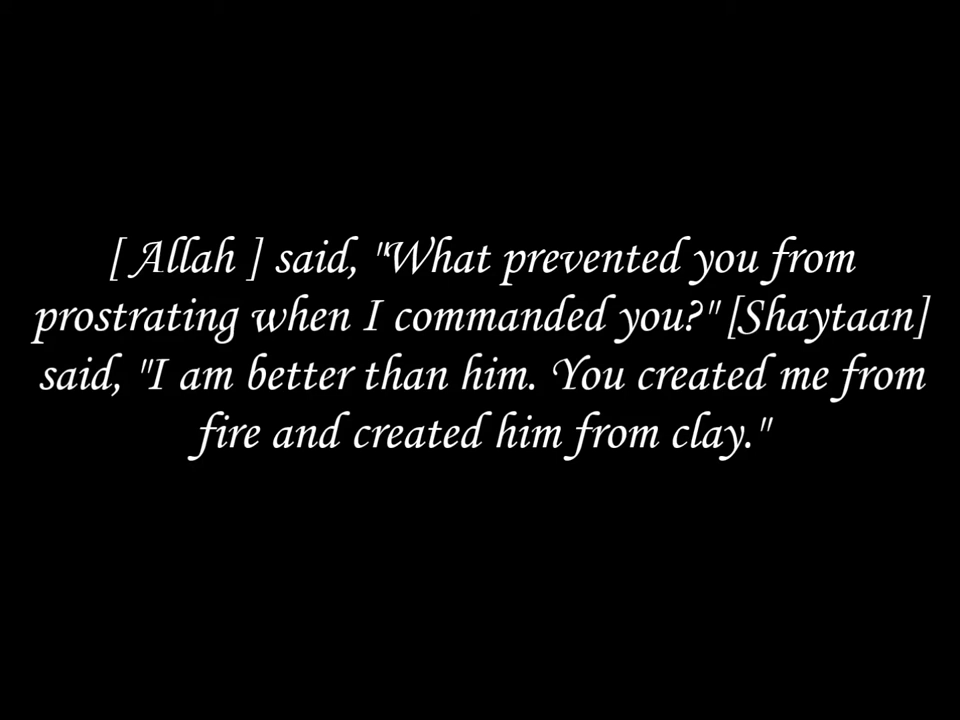 [ Allah ] said, "What prevented you from
prostrating when I commanded you?" [Shaytaan]
said, "I am better than him. You created me from
fire and created him from clay."